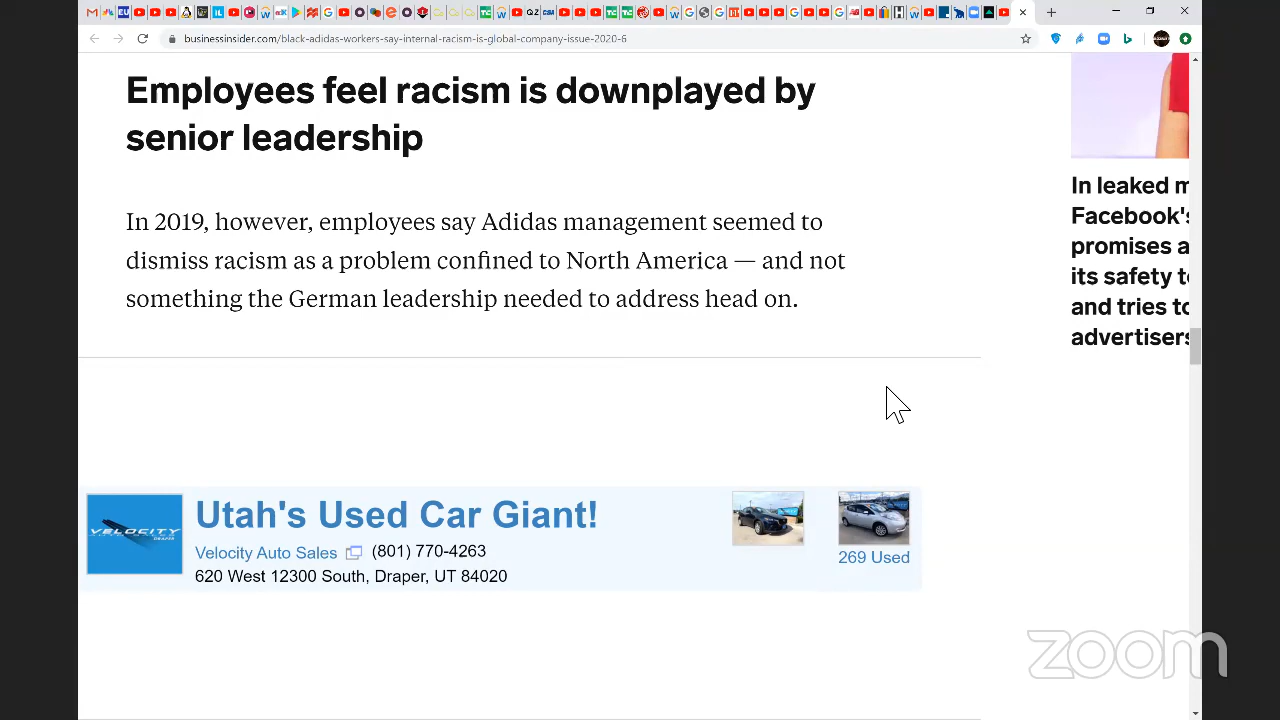 businessinsider.com/black-adidas-workers-say-internal-racism-is-global-company-issue-2020-6
Employees feel racism is downplayed by
senior leadership
In 2019, however, employees say Adidas management seemed to
dismiss racism as a problem confined to North America — and not
something the German leadership needed to address head on.
In leaked m
Facebook's
promises a
its safety to
and tries to
advertisers
VELOCITY
Utah's Used Car Giant!
Velocity Auto Sales (801) 770-4263
620 West 12300 South, Draper, UT 84020
269 Used
zoom